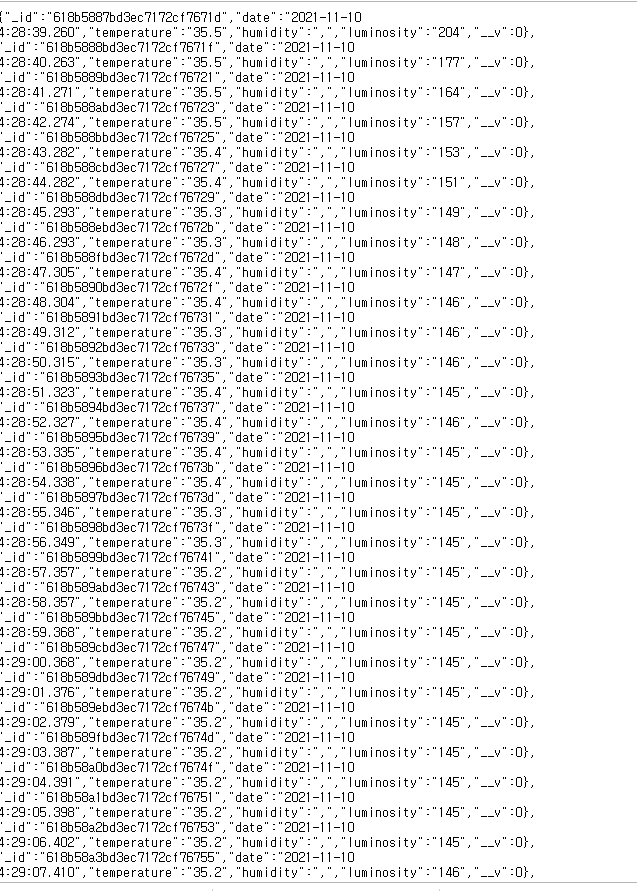 {"_id":"618b5887bd3ec7172cf7671d","date":"2021-11-10
4:28:39.260","temperature":"35.5","humidity":",","luminosity":"204","__v":0},
"_id":"618b5888bd3ec7172cf7671f","date":"2021-11-10
4:28:40.263","temperature":"35.5","humidity":",","luminosity":"177","__v":0},
"_id":"618b5889bd3ec7172cf76721","date":"2021-11-10
4:28:41.271","temperature":"35.5","humidity":",","luminosity":"164","__v":0},
"_id":"618b588abd3ec7172cf76723","date":"2021-11-10
4:28:42.274","temperature":"35.5","humidity":",","luminosity":"157","__v":0},
"_id":"618b588bbd3ec7172cf76725","date":"2021-11-10
4:28:43.282","temperature":"35.4","humidity":",","luminosity":"153","__v":0},
"_id":"618b588cbd3ec7172cf76727","date":"2021-11-10
4:28:44.282","temperature":"35.4","humidity":",","luminosity":"151","__v":0},
"_id":"618b588dbd3ec7172cf76729","date":"2021-11-10
4:28:45.293","temperature":"35.3","humidity":",","luminosity":"149","__v":0},
"_id":"618b588ebd3ec7172cf7672b","date":"2021-11-10
4:28:46.293","temperature":"35.3","humidity":",","luminosity":"148","__v":0},
"_id":"618b588fbd3ec7172cf7672d","date":"2021-11-10
4:28:47.305","temperature":"35.4","humidity":",","luminosity":"147","__v":0},
"_id":"618b5890bd3ec7172cf7672f","date":"2021-11-10
4:28:48.304","temperature":"35.4","humidity":",","luminosity":"146","__v":0},
"_id":"618b5891bd3ec7172cf76731","date":"2021-11-10
4:28:49.312","temperature":"35.3","humidity":",","luminosity":"146","__v":0},
"_id":"618b5892bd3ec7172cf76733","date":"2021-11-10
4:28:50.315","temperature":"35.3","humidity":",","luminosity":"146","__v":0},
"_id":"618b5893bd3ec7172cf76735","date":"2021-11-10
4:28:51.323","temperature":"35.4","humidity":",","luminosity":"145","__v":0},
"_id":"618b5894bd3ec7172cf76737","date":"2021-11-10
4:28:52.327","temperature":"35.4","humidity":",","luminosity":"146","__v":0},
"_id":"618b5895bd3ec7172cf76739","date":"2021-11-10
4:28:53.335","temperature":"35.4","humidity":",","luminosity":"145","__v":0},
"_id":"618b5896bd3ec7172cf7673b","date":"2021-11-10
4:28:54.338","temperature":"35.4","humidity":",","luminosity":"145","__v":0},
"_id":"618b5897bd3ec7172cf7673d","date":"2021-11-10
4:28:55.346","temperature":"35.3","humidity":",","luminosity":"145","__v":0},
"_id":"618b5898bd3ec7172cf7673f","date":"2021-11-10
4:28:56.349","temperature":"35.3","humidity":",","luminosity":"145","__v":0},
"_id":"618b5899bd3ec7172cf76741","date":"2021-11-10
4:28:57.357","temperature":"35.2","humidity":",","luminosity":"145","__v":0},
"_id":"618b589abd3ec7172cf76743","date":"2021-11-10
4:28:58.357","temperature":"35.2","humidity":",","luminosity":"145","__v":0},
"_id":"618b589bbd3ec7172cf76745","date":"2021-11-10
4:28:59.368","temperature":"35.2","humidity":",","luminosity":"145","__v":0},
"_id":"618b589cbd3ec7172cf76747","date":"2021-11-10
4:29:00.368","temperature":"35.2","humidity":",","luminosity":"145","__v":0},
"_id":"618b589dbd3ec7172cf76749","date":"2021-11-10
4:29:01.376","temperature":"35.2","humidity":",","luminosity":"145","__v":0},
"_id":"618b589ebd3ec7172cf7674b","date":"2021-11-10
4:29:02.379","temperature":"35.2","humidity":",","luminosity":"145","__v":0},
"_id":"618b589fbd3ec7172cf7674d","date":"2021-11-10
4:29:03.387","temperature":"35.2","humidity":",","luminosity":"145","__v":0},
"_id":"618b58a0bd3ec7172cf7674f","date":"2021-11-10
4:29:04.391","temperature":"35.2","humidity":",","luminosity":"145","__v":0},
"_id":"618b58a1bd3ec7172cf76751","date":"2021-11-10
4:29:05.398","temperature":"35.2","humidity":",","luminosity":"145","__v":0},
"_id":"618b58a2bd3ec7172cf76753","date":"2021-11-10
4:29:06.402","temperature":"35.2","humidity":",","luminosity":"145","__v":0},
"_id":"618b58a3bd3ec7172cf76755","date":"2021-11-10
4:29:07.410","temperature":"35.2","humidity":",","luminosity":"146","__v":0},